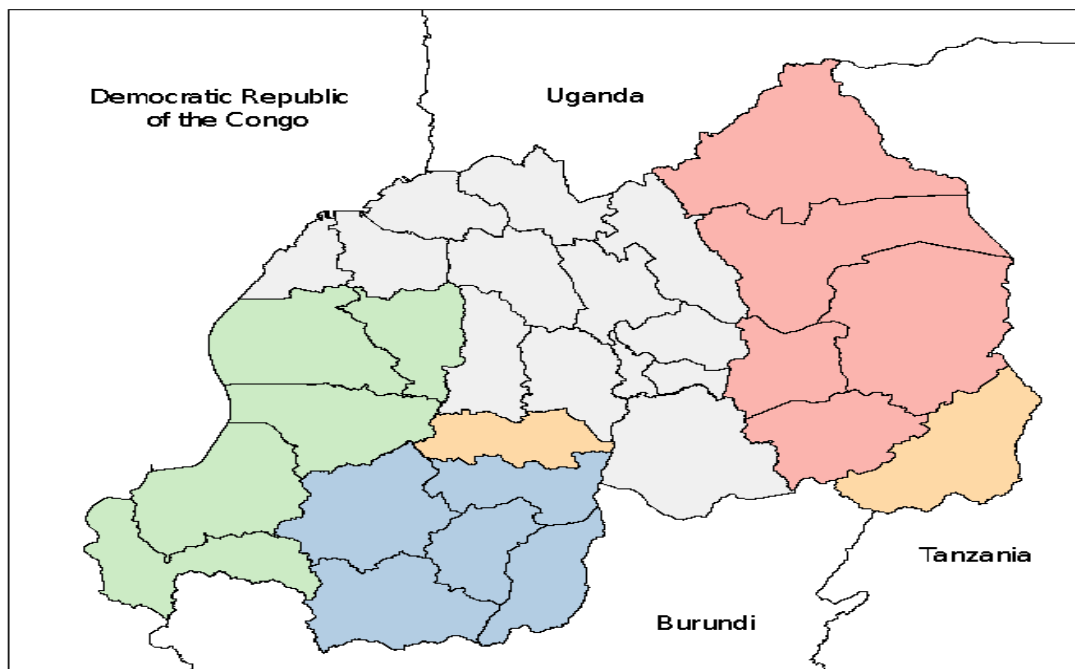 Democratic Republic
of the Congo
Uganda
Tanzania
Burundi